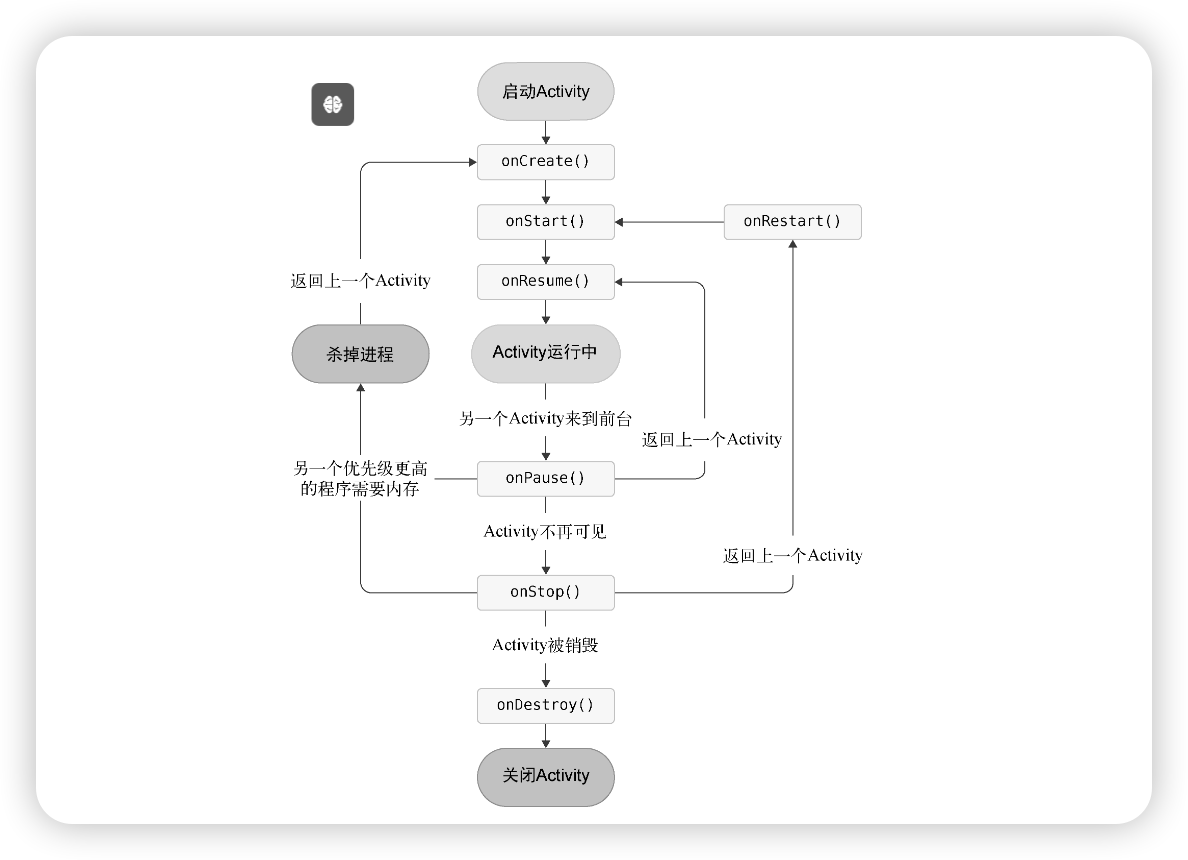 启动Activity
onCreate()
onStart()
onRestart()
返回上一个Activity
onResume()
杀掉进程
Activity运行中
另一个Activity来到前台
返回上一个Activity
另一个优先级更高
的程序需要内存
onPause()
Activity不再可见
返回上一个Activity
onStop()
Activity被销毁
onDestroy()
关闭Activity